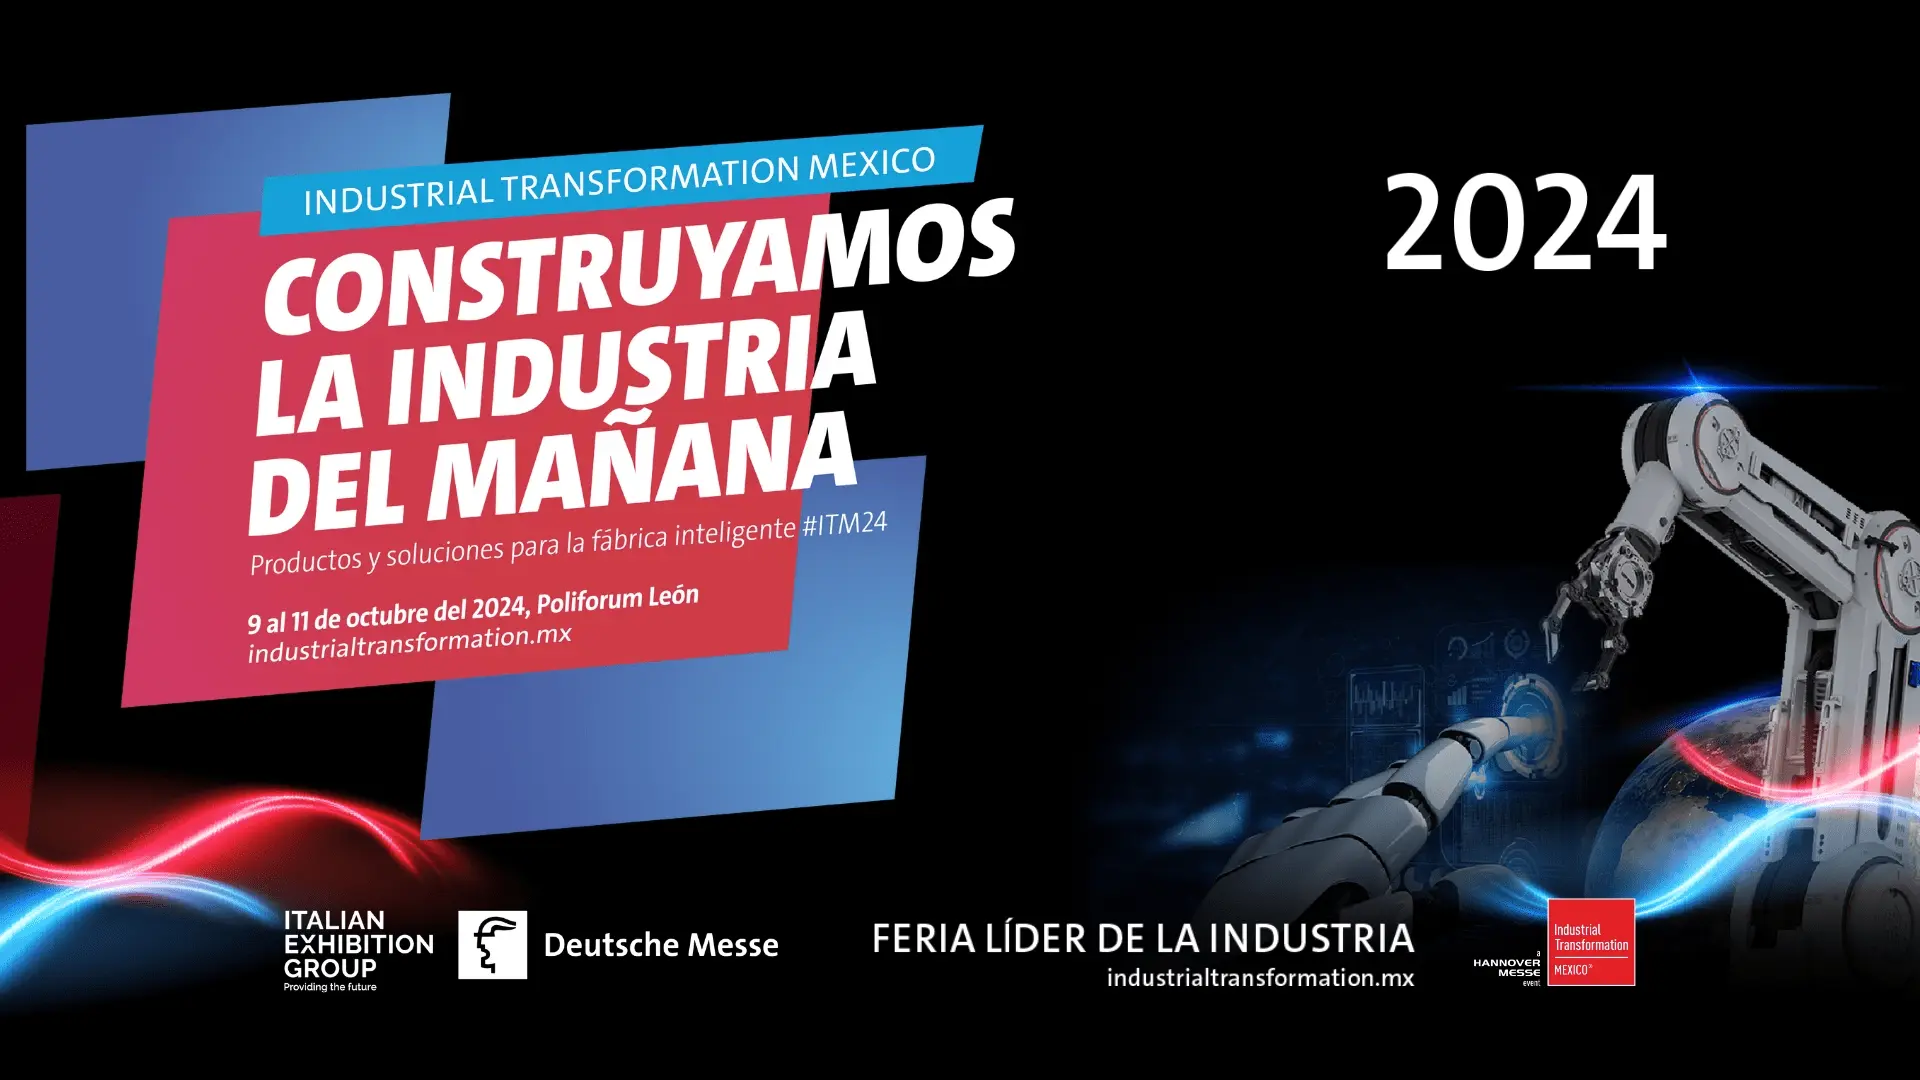 INDUSTRIAL TRANSFORMATION MEXICO
CONSTRUYAMOS
LA INDUSTRIA
DEL MAÑANA
Productos y soluciones para la fábrica inteligente #ITM24
9 al 11 de octubre del 2024, Poliforum León
industrialtransformation.mx
2024
ITALIAN
EXHIBITION
GROUP
Providing the future
Deutsche Messe
FERIA LÍDER DE LA INDUSTRIA
industrialtransformation.mx
a
HANNOVER
MESSE
event
Industrial
Transformation
MEXICO®